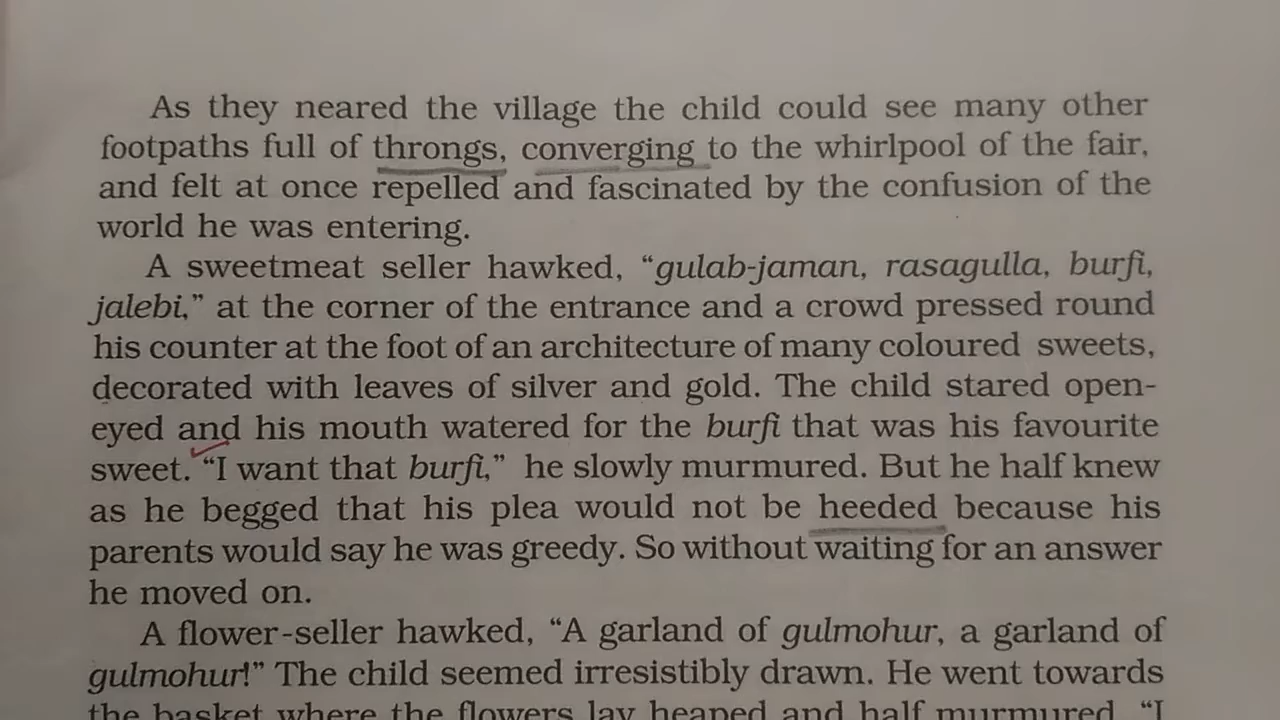 As they neared the village the child could see many other
footpaths full of throngs, converging to the whirlpool of the fair,
and felt at once repelled and fascinated by the confusion of the
world he was entering.
A sweetmeat seller hawked, “gulab-jaman, rasagulla, burfi,
jalebi,” at the corner of the entrance and a crowd pressed round
his counter at the foot of an architecture of many coloured sweets,
decorated with leaves of silver and gold. The child stared open-
eyed and his mouth watered for the burfi that was his favourite
sweet. “I want that burfi,” he slowly murmured. But he half knew
as he begged that his plea would not be heeded because his
parents would say he was greedy. So without waiting for an answer
he moved on.
A flower-seller hawked, “A garland of gulmohur, a garland of
gulmohur!” The child seemed irresistibly drawn. He went towards
the basket where the flowers lay heaped and half murmured, “I